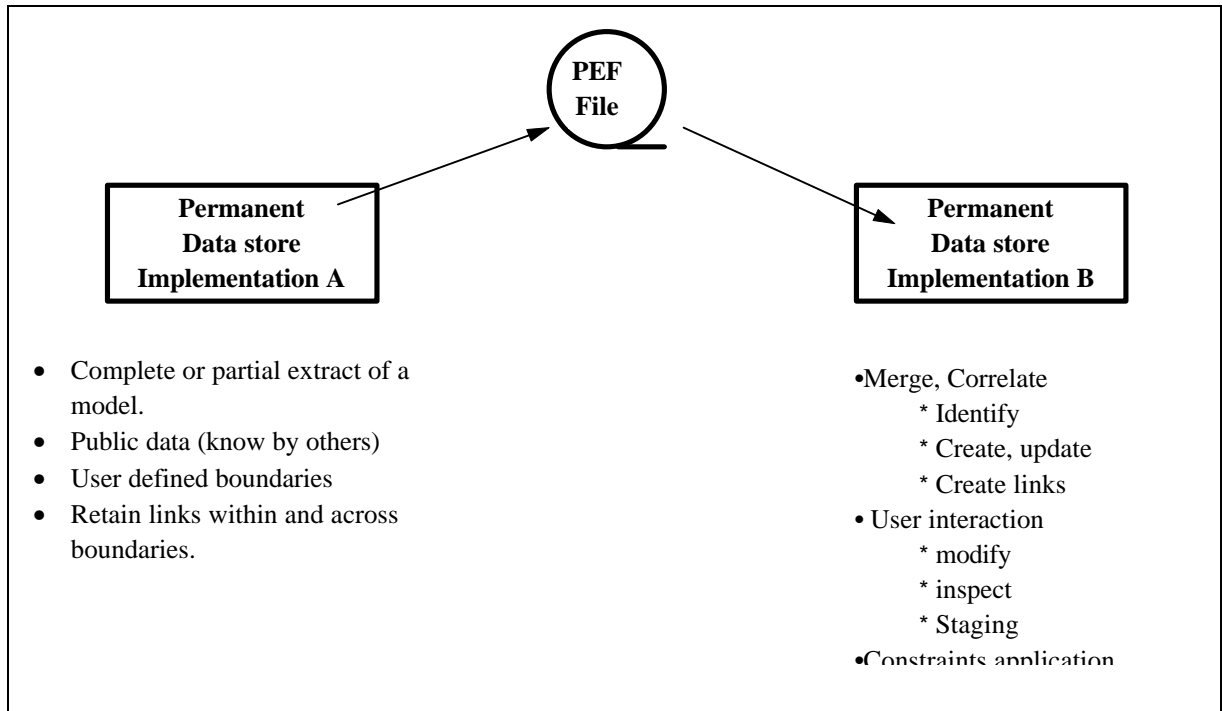 PEF
File
Permanent
Data store
Implementation A
Permanent
Data store
Implementation B
• Complete or partial extract of a
model.
• Public data (know by others)
• User defined boundaries
• Retain links within and across
boundaries.
•Merge, Correlate
* Identify
* Create, update
* Create links
• User interaction
* modify
* inspect
* Staging
•Constraints application